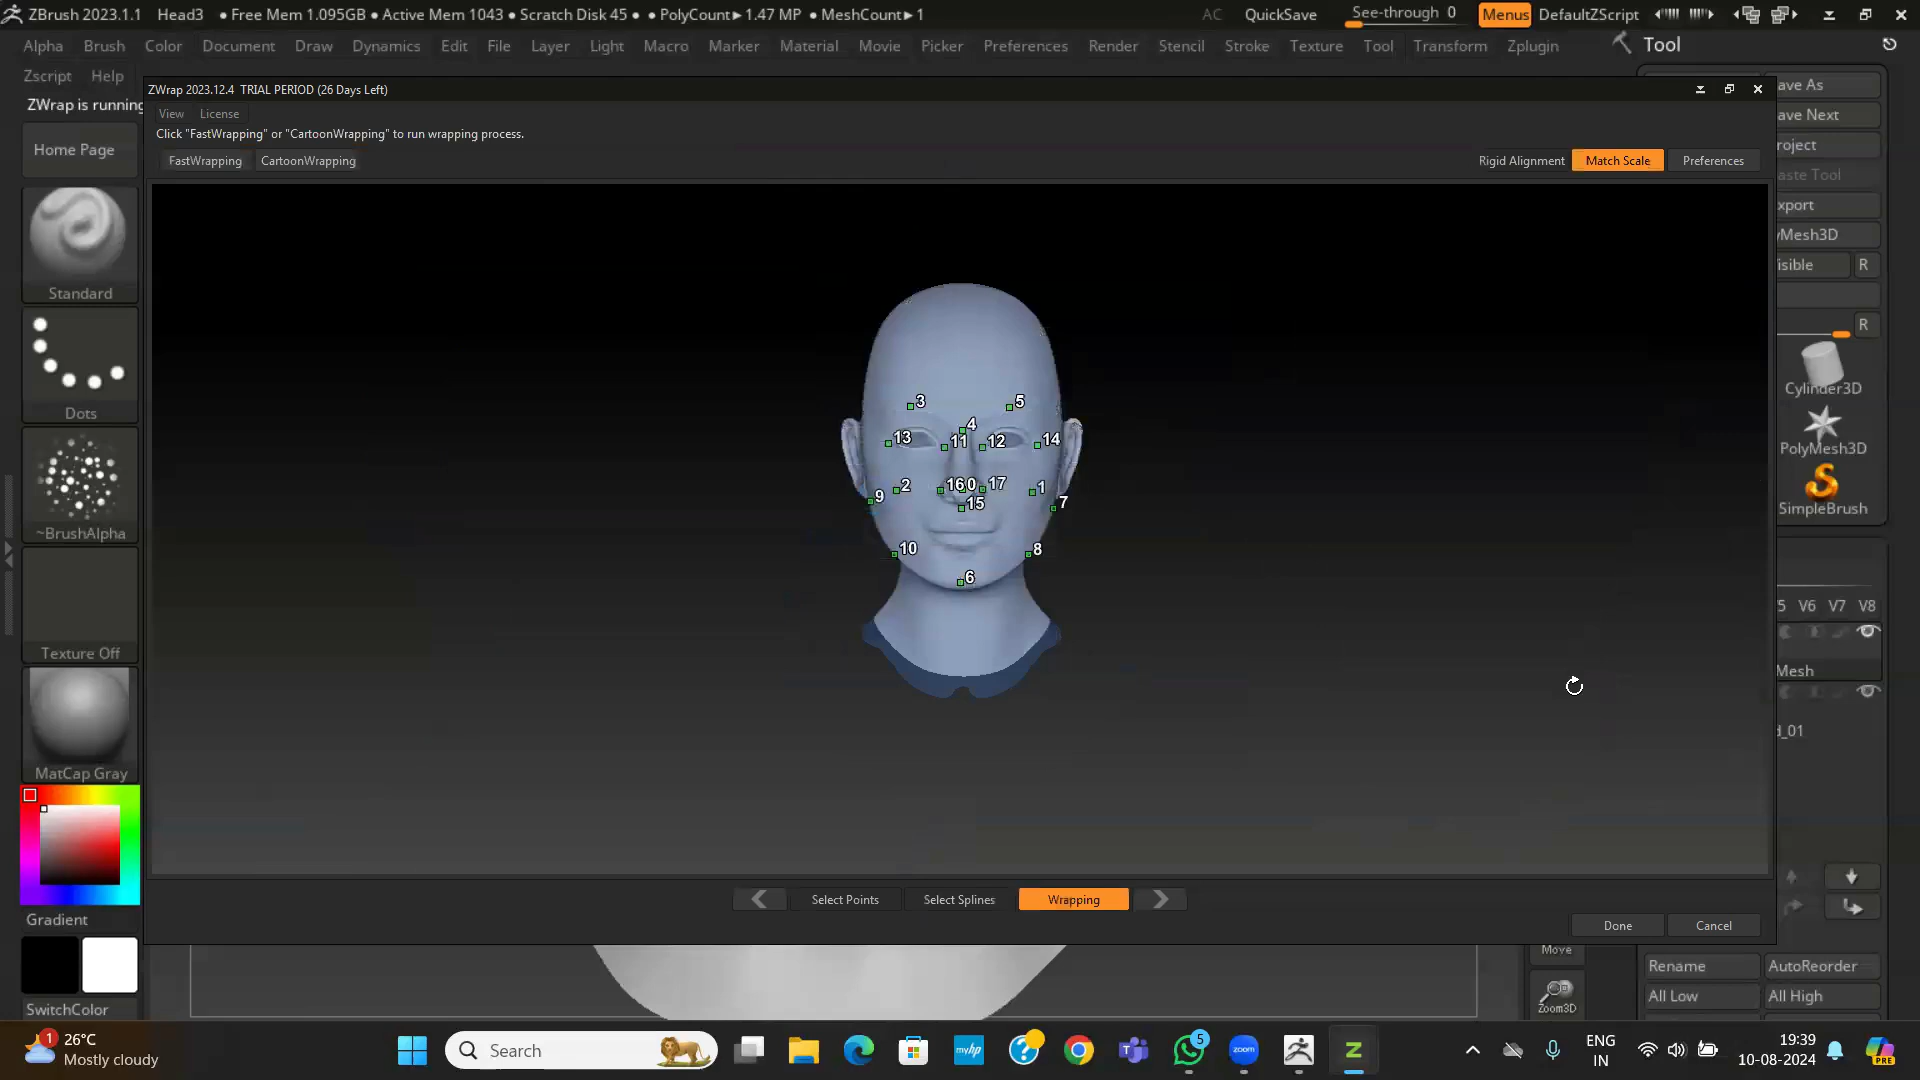 ZBrush 2023.1.1 Head3 • Free Mem 1.095GB • Active Mem 1043 • Scratch Disk 45 • • PolyCount▶ 1.47 MP • MeshCount▶ 1 AC QuickSave See-through 0 Menus DefaultZScript
Alpha Brush Color Document Draw Dynamics Edit File Layer Light Macro Marker Material Movie Picker Preferences Render Stencil Stroke Texture Tool Transform Zplugin Tool
Zscript Help
ave As
ZWrap is running
ZWrap 2023.12.4 TRIAL PERIOD (26 Days Left)
View License
ave Next
Click "FastWrapping" or "CartoonWrapping" to run wrapping process.
Home Page
FastWrapping CartoonWrapping Rigid Alignment Match Scale Preferences
roject
aste Tool
xport
yMesh3D
isible R
Standard
R
Cylinder3D
3 5
Dots
4
13 11 12 14
PolyMesh3D
2 16 0 17 1
9 15 7
SimpleBrush
~BrushAlpha
10 8
6
V5 V6 V7 V8
Texture Off
Mesh
d_01
MatCap Gray
Select Points Select Splines Wrapping
Gradient
Done Cancel
Move
Rename AutoReorder
All Low All High
SwitchColor
Zoom3D
1
26°C
Mostly cloudy
Search
myhp
5
zoom
Z
ENG
IN
19:39
10-08-2024
PRE